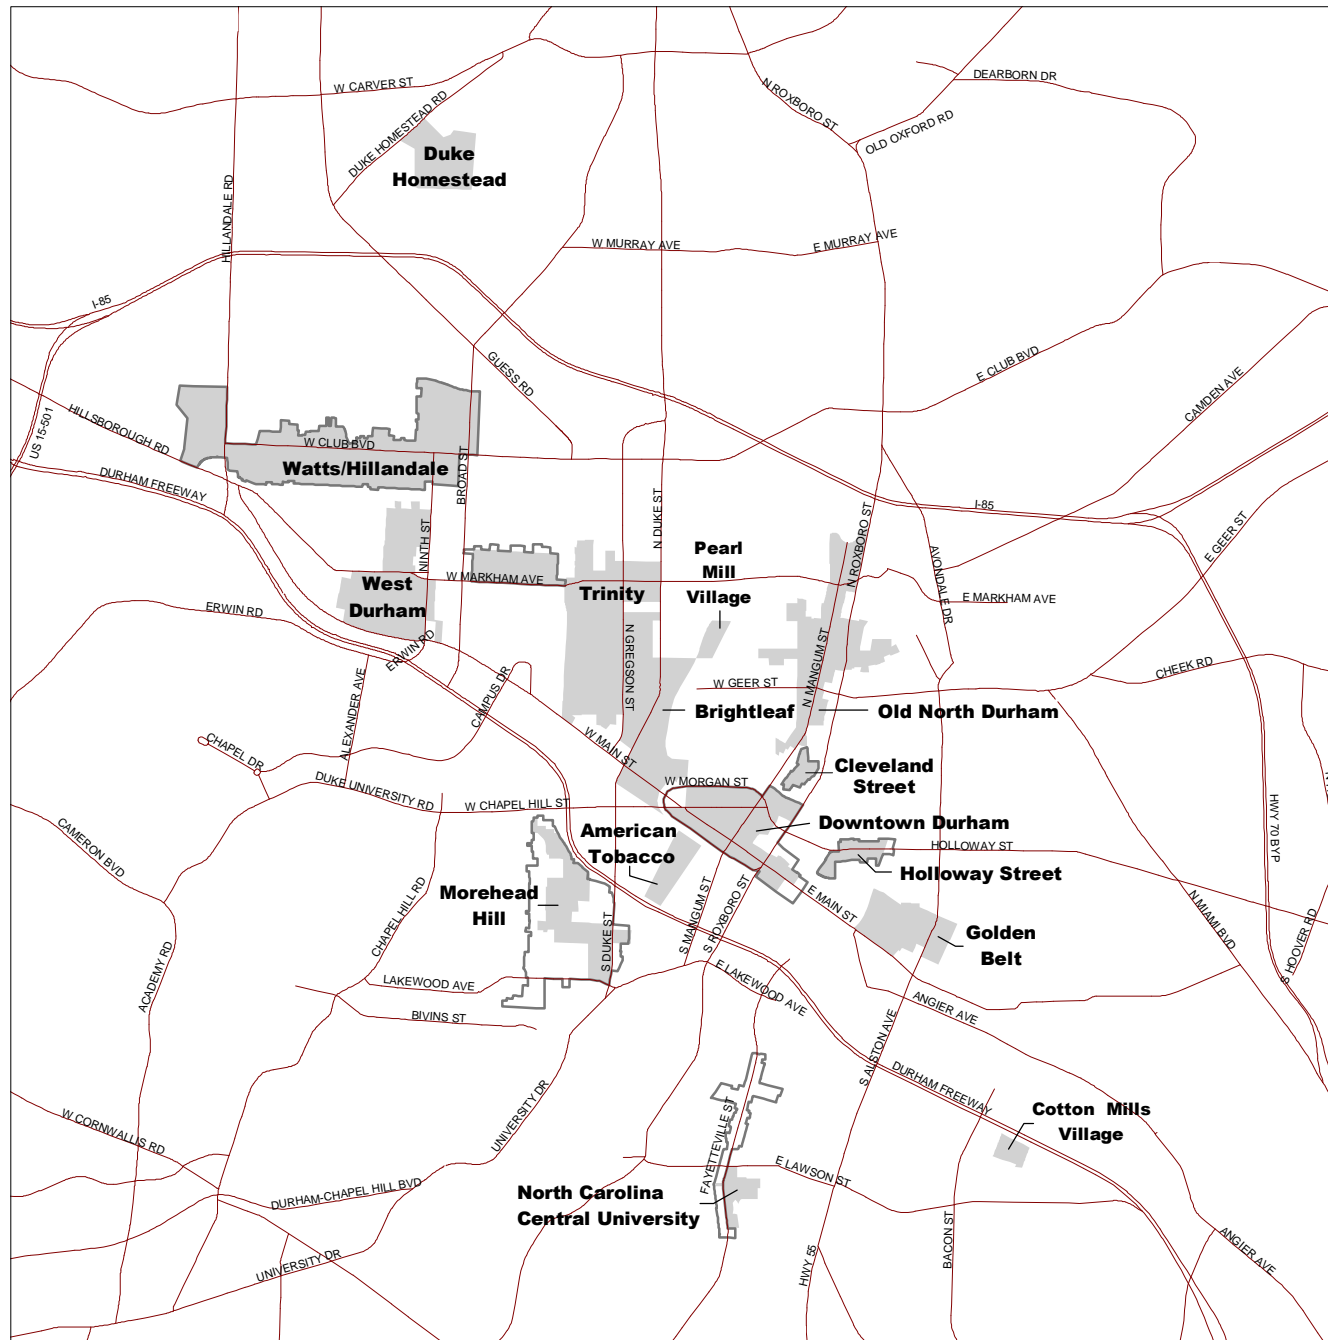 W CARVER ST
DEARBORN DR
N ROXBORO ST
OLD OXFORD RD
DUKE HOMESTEAD RD
Duke
Homestead
HILLANDALE RD
W MURRAY AVE
E MURRAY AVE
I-85
GUESS RD
E CLUB BVD
CAMDEN AVE
US 15-501
HILLSBOROUGH RD
W CLUB BVD
Watts/Hillandale
BROAD ST
DURHAM FREEWAY
N DUKE ST
I-85
N ROXBORO ST
E GEER ST
NINTH ST
Pearl
Mill
Village
AVONDALE DR
W MARKHAM AVE
West
Durham
Trinity
E MARKHAM AVE
ERWIN RD
ERWIN RD
N GREGSON ST
N MANGUM ST
CHEEK RD
ALEXANDER AVE
CAMPUS DR
W GEER ST
Brightleaf
Old North Durham
W MAIN ST
CHAPEL DR
Cleveland
Street
DUKE UNIVERSITY RD
W MORGAN ST
W CHAPEL HILL ST
HWY 70 BYP
CAMERON BVD
American
Tobacco
Downtown Durham
HOLLOWAY ST
Holloway Street
CHAPEL HILL RD
Morehead
Hill
S MANGUM ST
S ROXBORO ST
E MAIN ST
N MIAMI BVD
S DUKE ST
Golden
Belt
S HOOVER RD
ACADEMY RD
LAKEWOOD AVE
E LAKEWOOD AVE
ANGIER AVE
BIVINS ST
S ALSTON AVE
DURHAM FREEWAY
UNIVERSITY DR
W CORNWALLIS RD
FAYETTEVILLE ST
Cotton Mills
Village
E LAWSON ST
DURHAM-CHAPEL HILL BVD
North Carolina
Central University
BACON ST
ANGIER AVE
UNIVERSITY DR
HWY 55